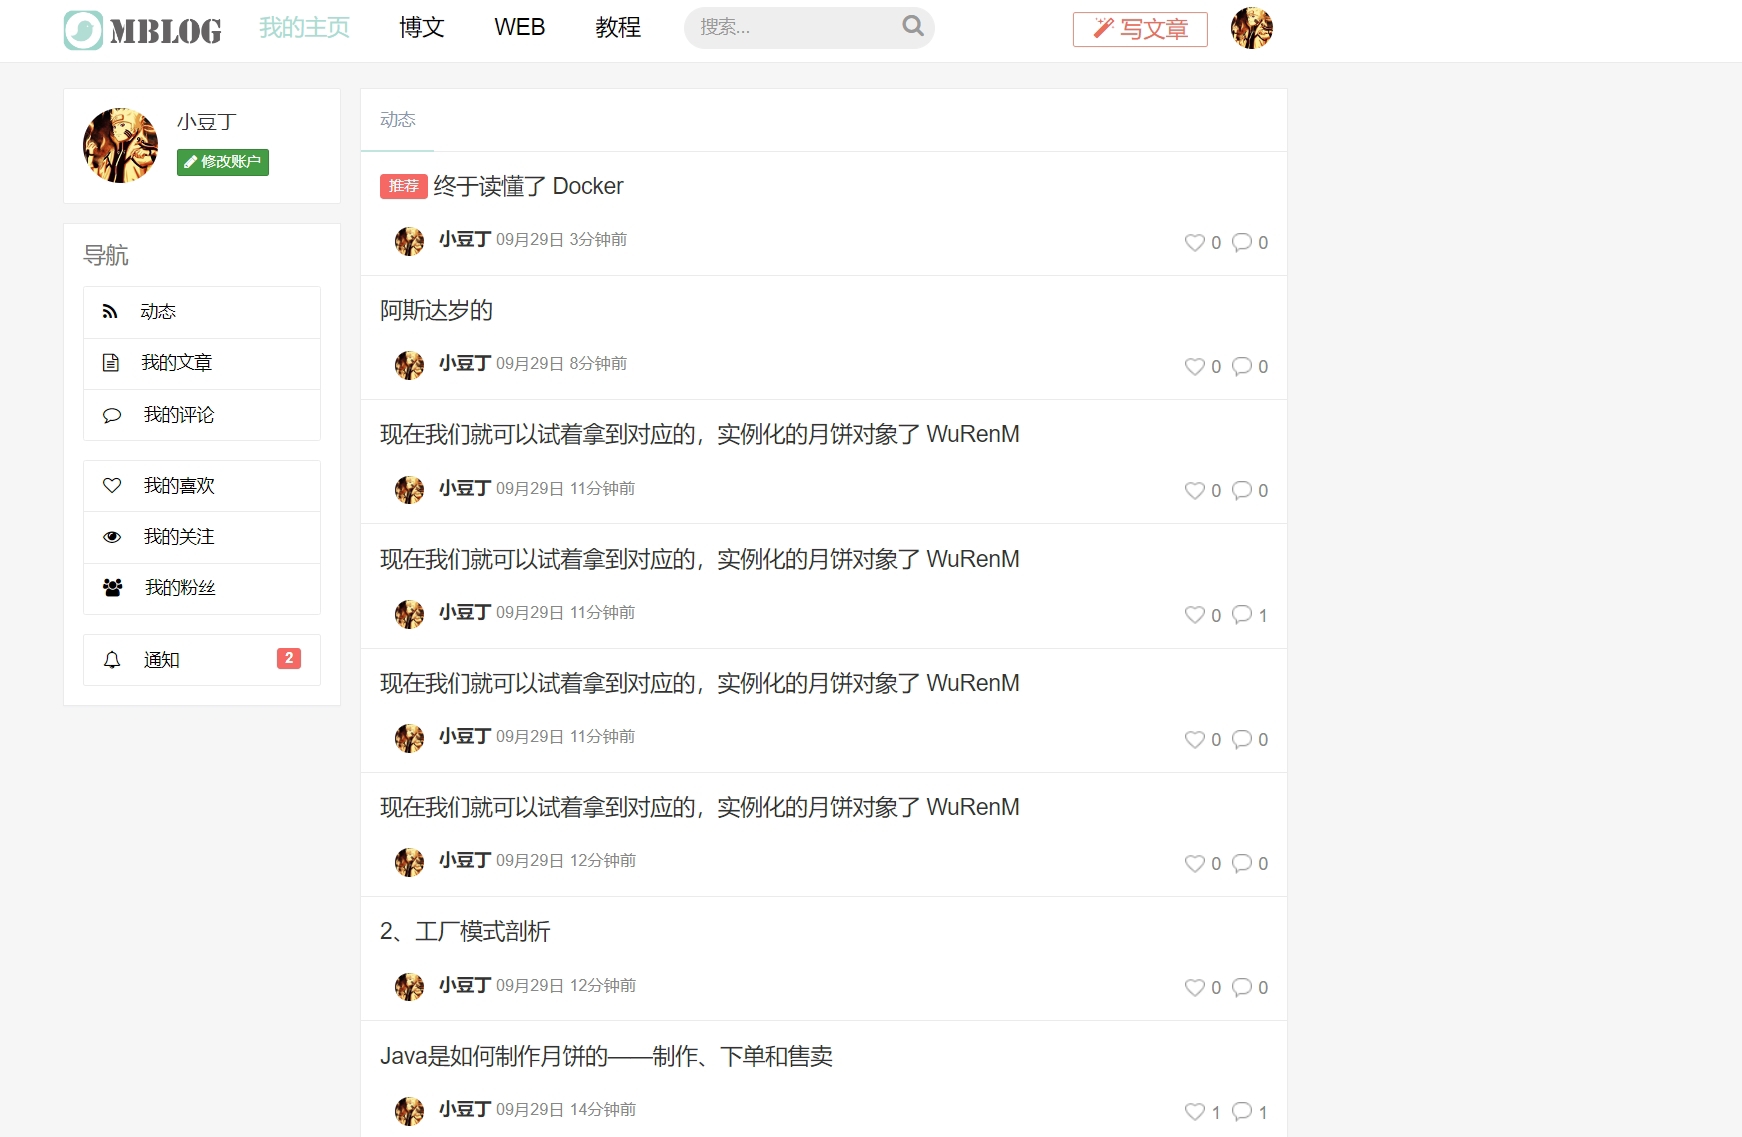 MBLOG 我的主页 博文 WEB 教程 搜索... 写文章
小豆丁
修改账户
导航
动态
我的文章
我的评论
我的喜欢
我的关注
我的粉丝
通知 2
动态
推荐 终于读懂了 Docker
小豆丁 09月29日 3分钟前 0 0
阿斯达岁的
小豆丁 09月29日 8分钟前 0 0
现在我们就可以试着拿到对应的，实例化的月饼对象了 WuRenM
小豆丁 09月29日 11分钟前 0 0
现在我们就可以试着拿到对应的，实例化的月饼对象了 WuRenM
小豆丁 09月29日 11分钟前 0 1
现在我们就可以试着拿到对应的，实例化的月饼对象了 WuRenM
小豆丁 09月29日 11分钟前 0 0
现在我们就可以试着拿到对应的，实例化的月饼对象了 WuRenM
小豆丁 09月29日 12分钟前 0 0
2、工厂模式剖析
小豆丁 09月29日 12分钟前 0 0
Java是如何制作月饼的——制作、下单和售卖
小豆丁 09月29日 14分钟前 1 1